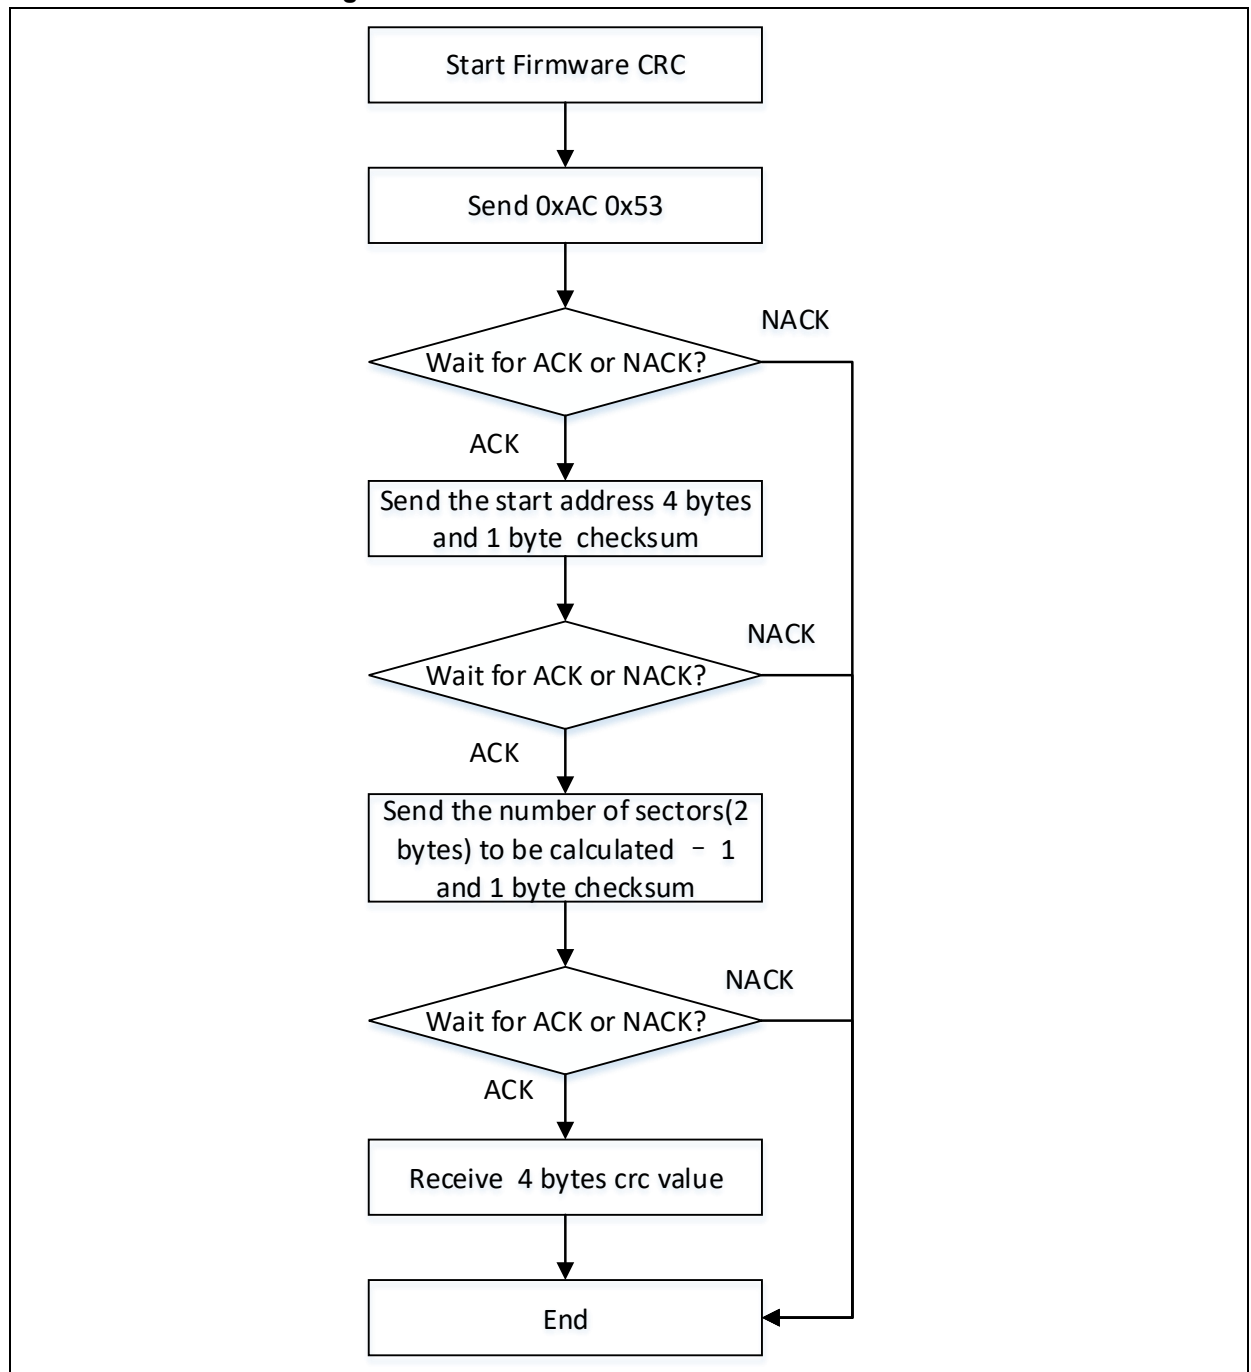 Start Firmware CRC
Send 0xAC 0x53
NACK
Wait for ACK or NACK?
ACK
Send the start address 4 bytes
and 1 byte  checksum
NACK
Wait for ACK or NACK?
ACK
Send the number of sectors(2
bytes) to be calculated － 1
and 1 byte checksum
NACK
Wait for ACK or NACK?
ACK
Receive  4 bytes crc value
End